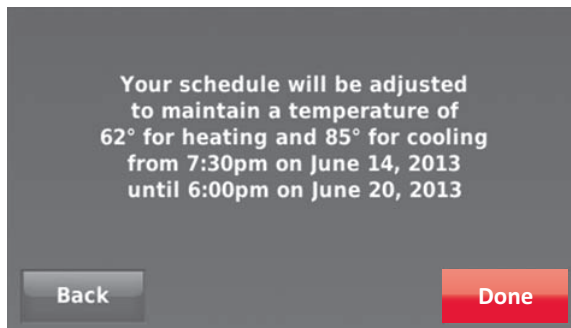 Your schedule will be adjusted
to maintain a temperature of
62° for heating and 85° for cooling
from 7:30pm on June 14, 2013
until 6:00pm on June 20, 2013
Back
Done